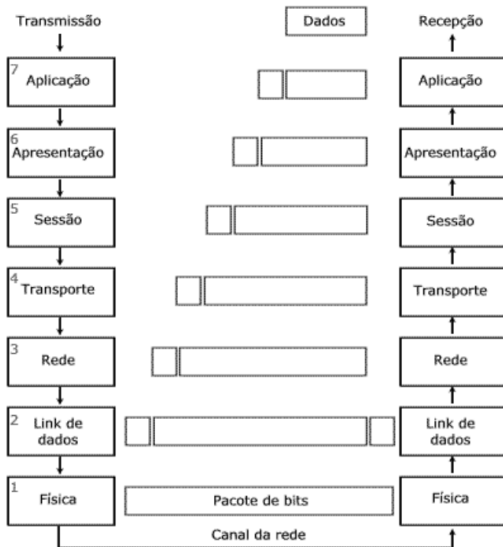 Transmissão Dados Recepção
7 Aplicação Aplicação
6 Apresentação Apresentação
5 Sessão Sessão
4 Transporte Transporte
3 Rede Rede
2 Link de Link de
dados dados
1 Física Pacote de bits Física
Canal da rede